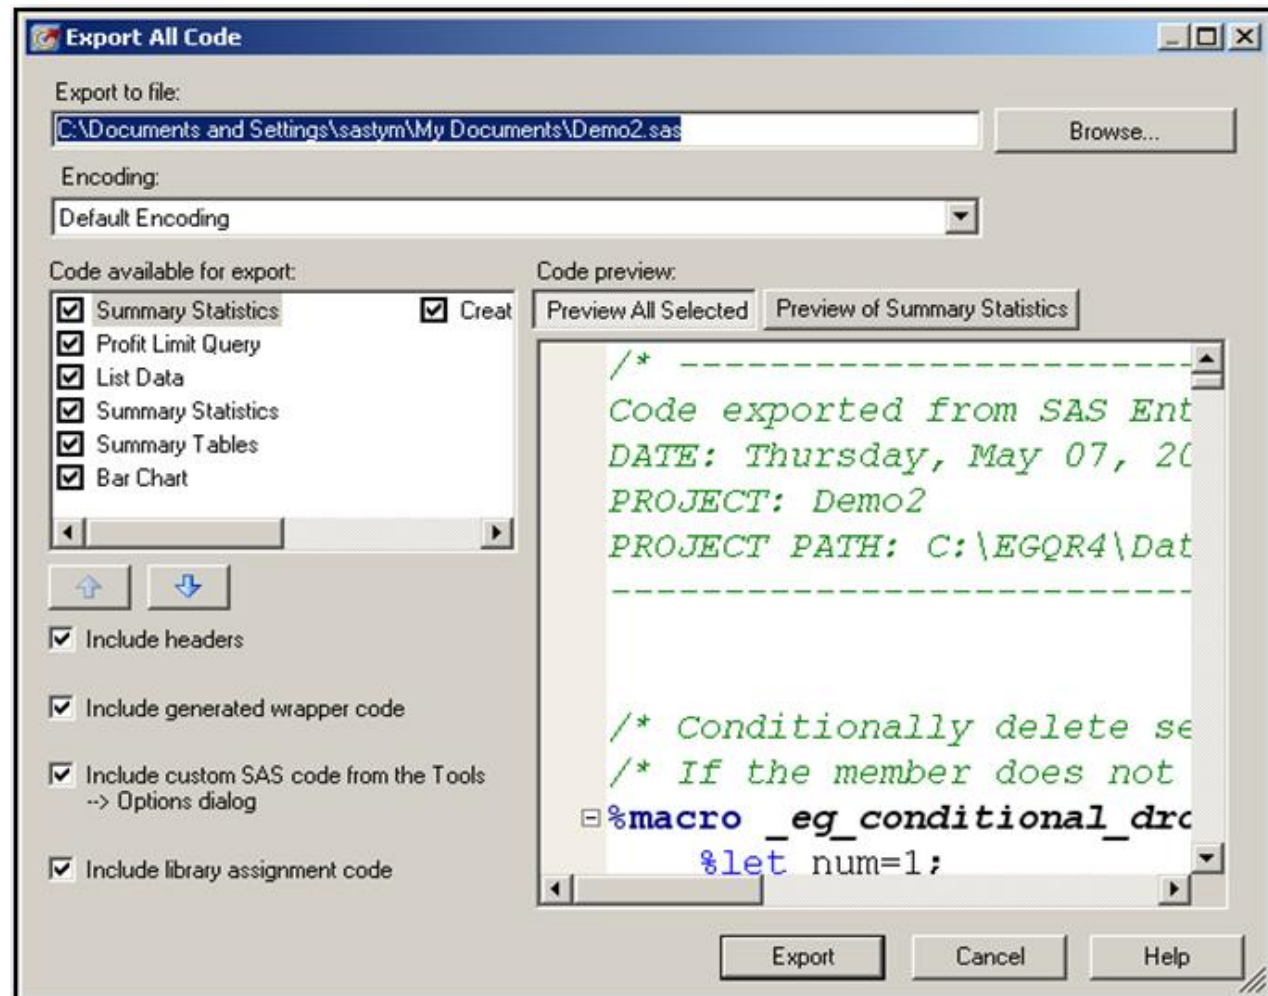 Export All Code
Export to file:
C:\Documents and Settings\sastym\My Documents\Demo2.sas
Browse...
Encoding:
Default Encoding
Code available for export:
Summary Statistics
Creat
Profit Limit Query
List Data
Summary Statistics
Summary Tables
Bar Chart
Include headers
Include generated wrapper code
Include custom SAS code from the Tools
--> Options dialog
Include library assignment code
Code preview:
Preview All Selected
Preview of Summary Statistics
/* -----------------------
Code exported from SAS Ent
DATE: Thursday, May 07, 20
PROJECT: Demo2
PROJECT PATH: C:\EGQR4\Dat
--------------------------
/* Conditionally delete se
/* If the member does not
%macro _eg_conditional_dro
%let num=1;
Export
Cancel
Help